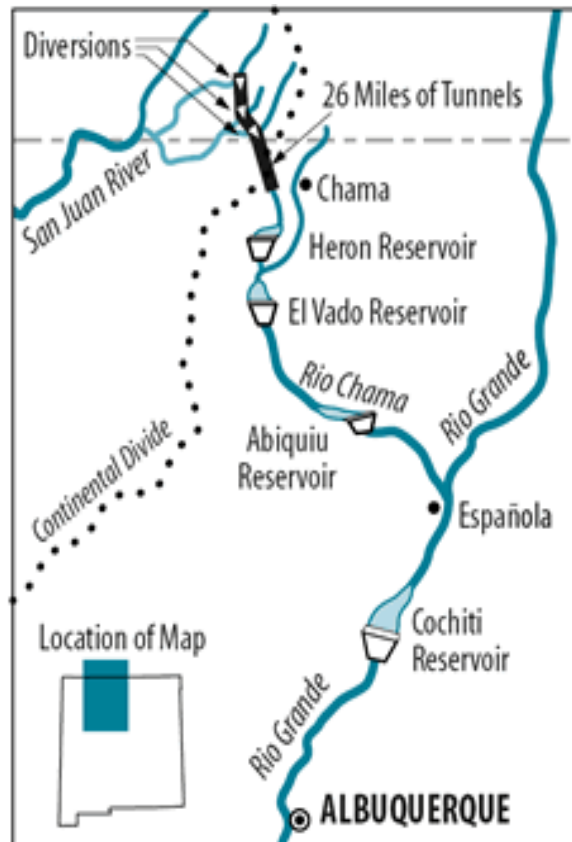 Diversions
26 Miles of Tunnels
San Juan River
Chama
Heron Reservoir
El Vado Reservoir
Rio Chama
Rio Grande
Abiquiu
Reservoir
Continental Divide
Española
Location of Map
Cochiti
Reservoir
Rio Grande
ALBUQUERQUE